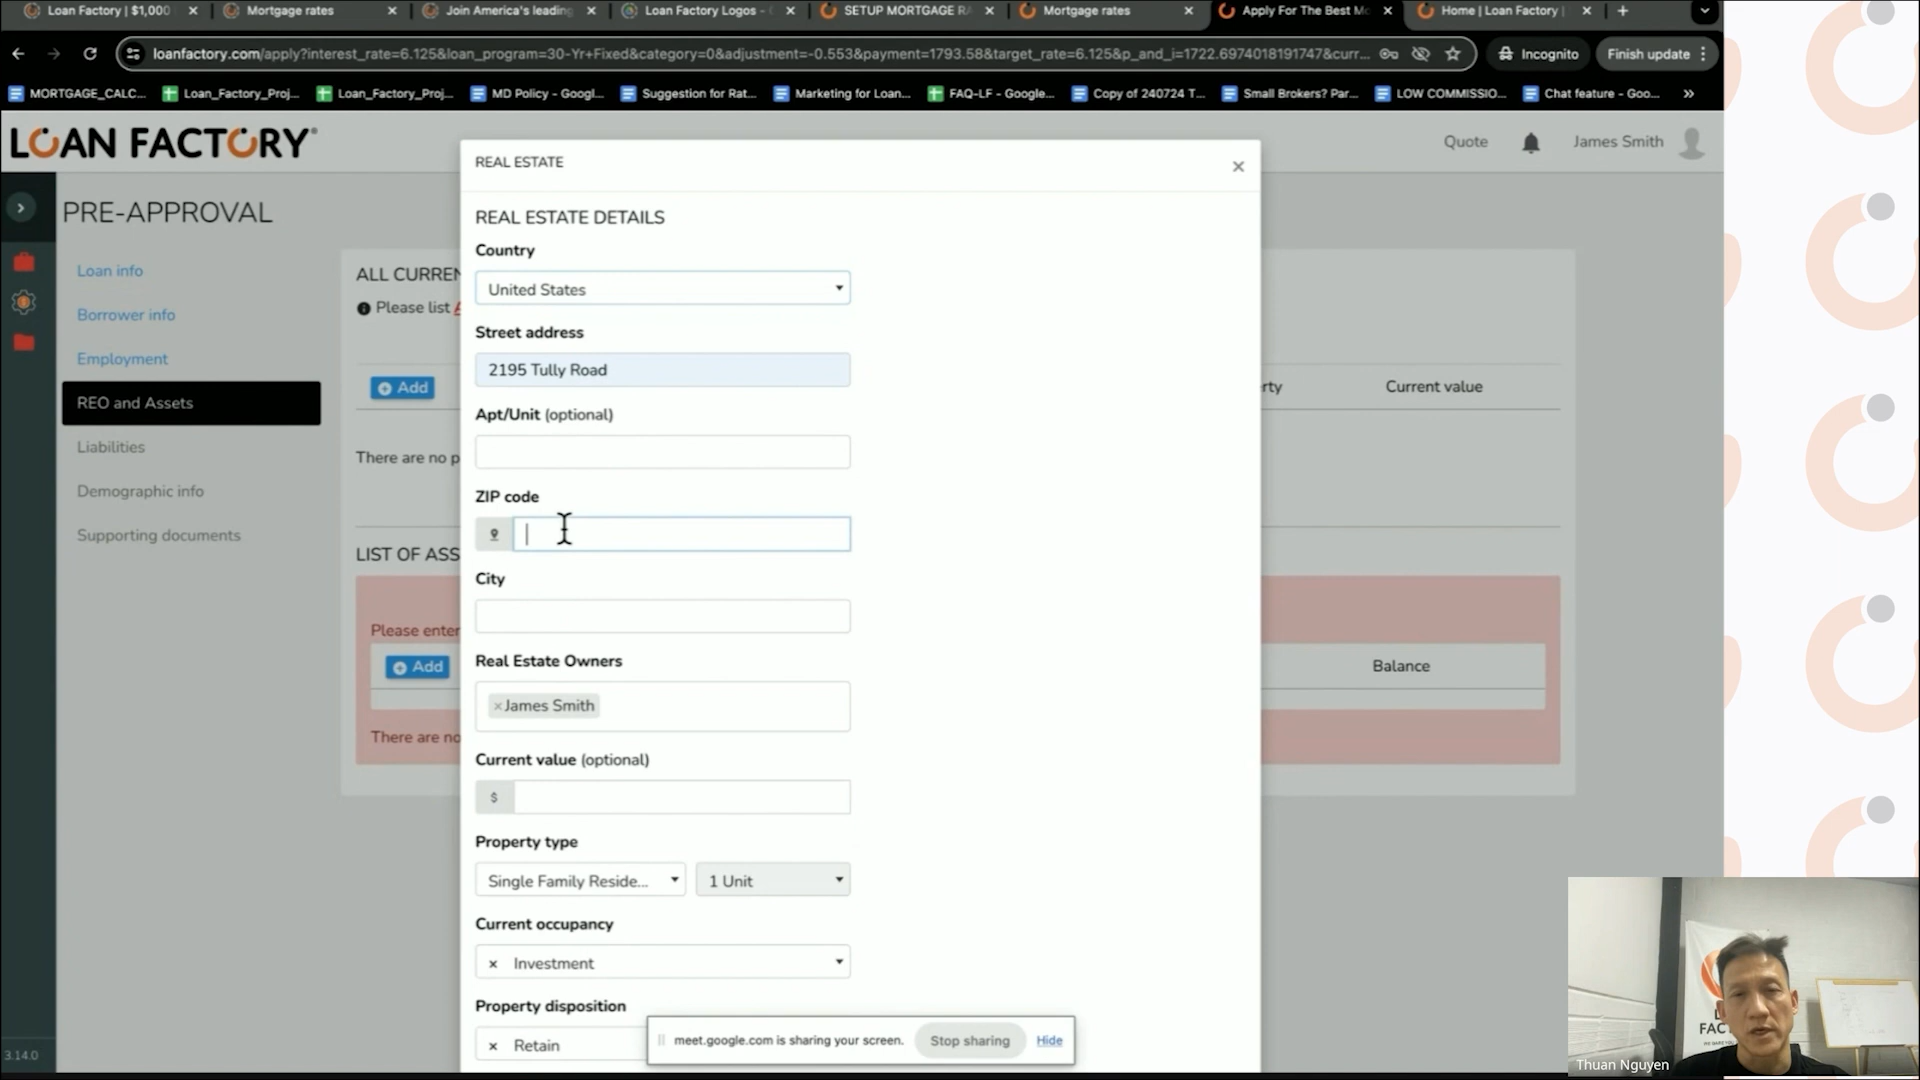 Loan Factory | $1,000
Mortgage rates
Join America's leading
Loan Factory Logos -
SETUP MORTGAGE RA
Mortgage rates
Apply For The Best Mo
Home | Loan Factory |
loanfactory.com/apply?interest_rate=6.125&loan_program=30-Yr+Fixed&category=0&adjustment=-0.553&payment=1793.58&target_rate=6.125&p_and_i=1722.6974018191747&curr...
Incognito
Finish update
MORTGAGE_CALC...
Loan_Factory_Proj...
Loan_Factory_Proj...
MD Policy - Googl...
Suggestion for Rat...
Marketing for Loan...
FAQ-LF - Google...
Copy of 240724 T...
Small Brokers? Par...
LOW COMMISSIO...
Chat feature - Goo...
LOAN FACTORY®
Quote
James Smith
PRE-APPROVAL
Loan info
Borrower info
Employment
REO and Assets
Liabilities
Demographic info
Supporting documents
3.14.0
ALL CURREN
Please list
Add
rty
Current value
There are no p
LIST OF ASS
Please enter
Add
Balance
There are no
REAL ESTATE
×
REAL ESTATE DETAILS
Country
United States
Street address
2195 Tully Road
Apt/Unit (optional)
ZIP code
City
Real Estate Owners
×James Smith
Current value (optional)
$
Property type
Single Family Reside...
1 Unit
Current occupancy
× Investment
Property disposition
× Retain
meet.google.com is sharing your screen.
Stop sharing
Hide
FAC
Thuan Nguyen